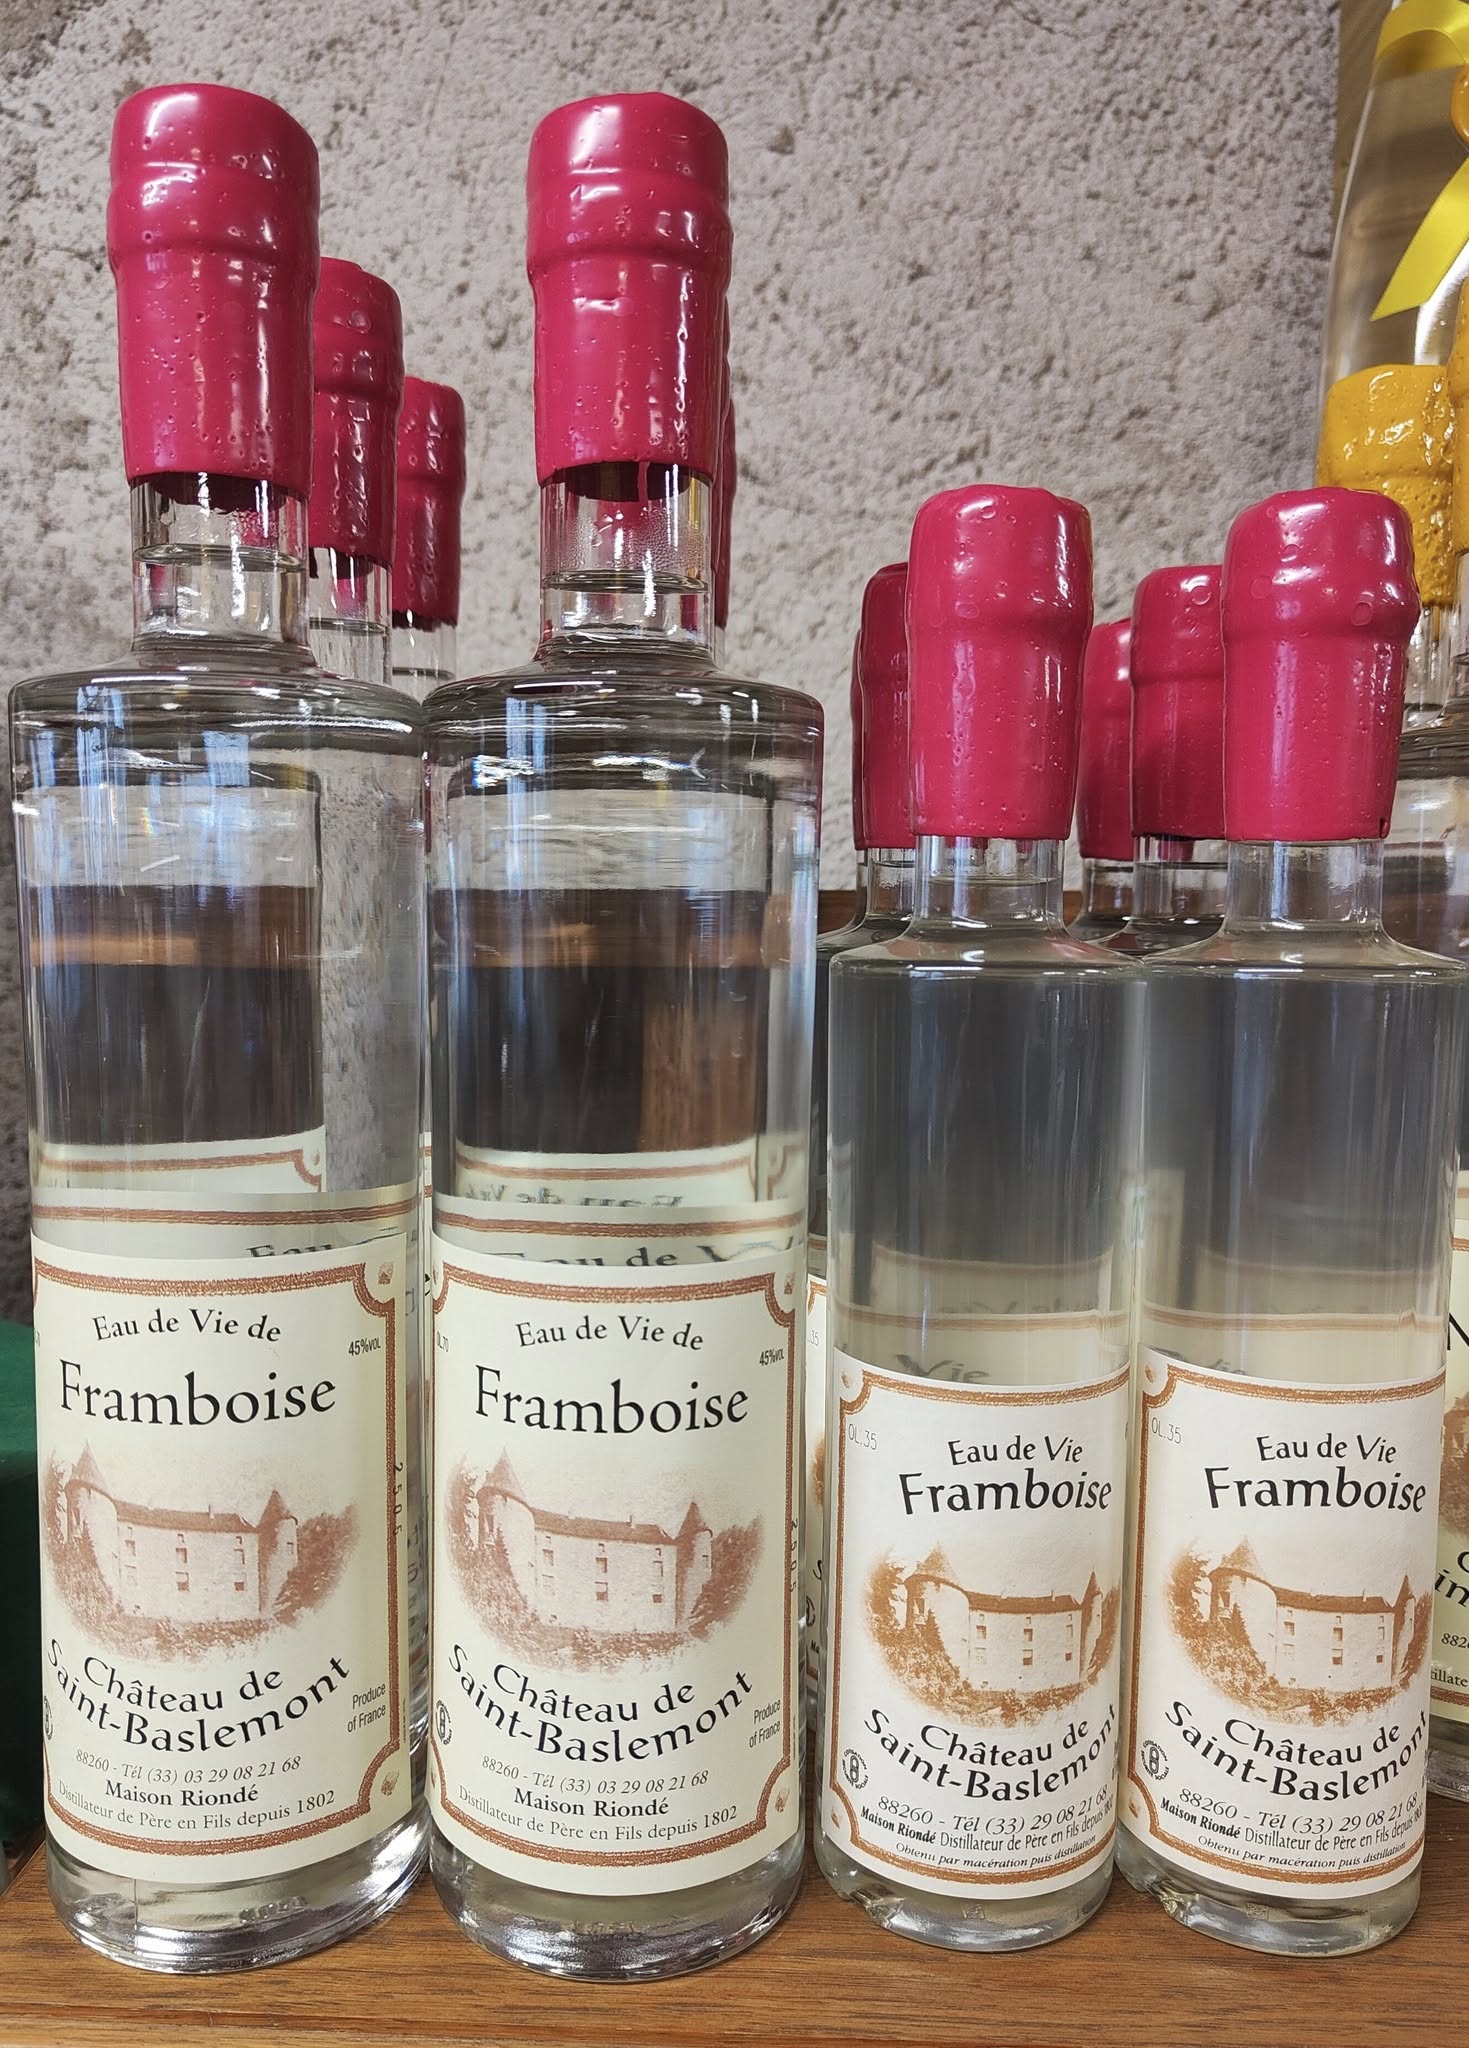 Eau de Vie de
45%VOL
Framboise
2505
Château de
Saint-Baslemont
Produce
of France
88260 - Tél (33) 03 29 08 21 68
Maison Riondé
Distillateur de Père en Fils depuis 1802
Eau de Vie de
0L.70
45%VOL
Framboise
2505
Château de
Saint-Baslemont
Produce
of France
88260 - Tél (33) 03 29 08 21 68
Maison Riondé
Distillateur de Père en Fils depuis 1802
0L.35
Eau de Vie
Framboise
Château de
Saint-Baslemont
88260 - Tél (33) 29 08 21 68
Maison Riondé Distillateur de Père en Fils depuis 1802
Obtenu par macération puis distillation
0L.35
Eau de Vie
Framboise
Château de
Saint-Baslemont
88260 - Tél (33) 29 08 21 68
Maison Riondé Distillateur de Père en Fils depuis
Obtenu par macération puis distillation
Eau de
Vie